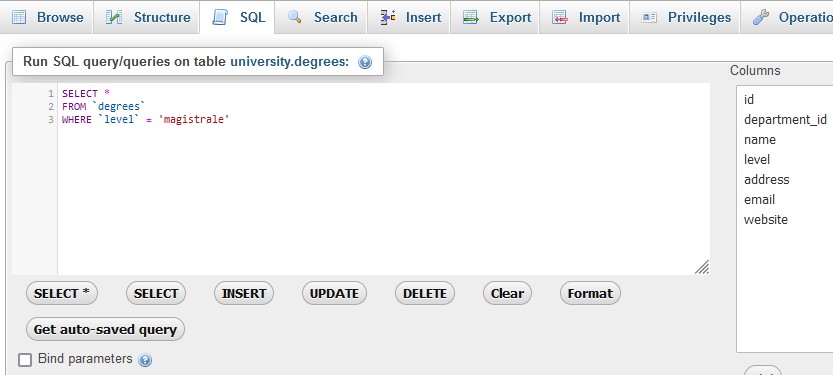 Browse Structure SQL Search Insert Export Import Privileges Operatio
Run SQL query/queries on table university.degrees:
Columns
1 SELECT *
2 FROM `degrees`
3 WHERE `level` = 'magistrale'
id
department_id
name
level
address
email
website
SELECT * SELECT INSERT UPDATE DELETE Clear Format
Get auto-saved query
Bind parameters